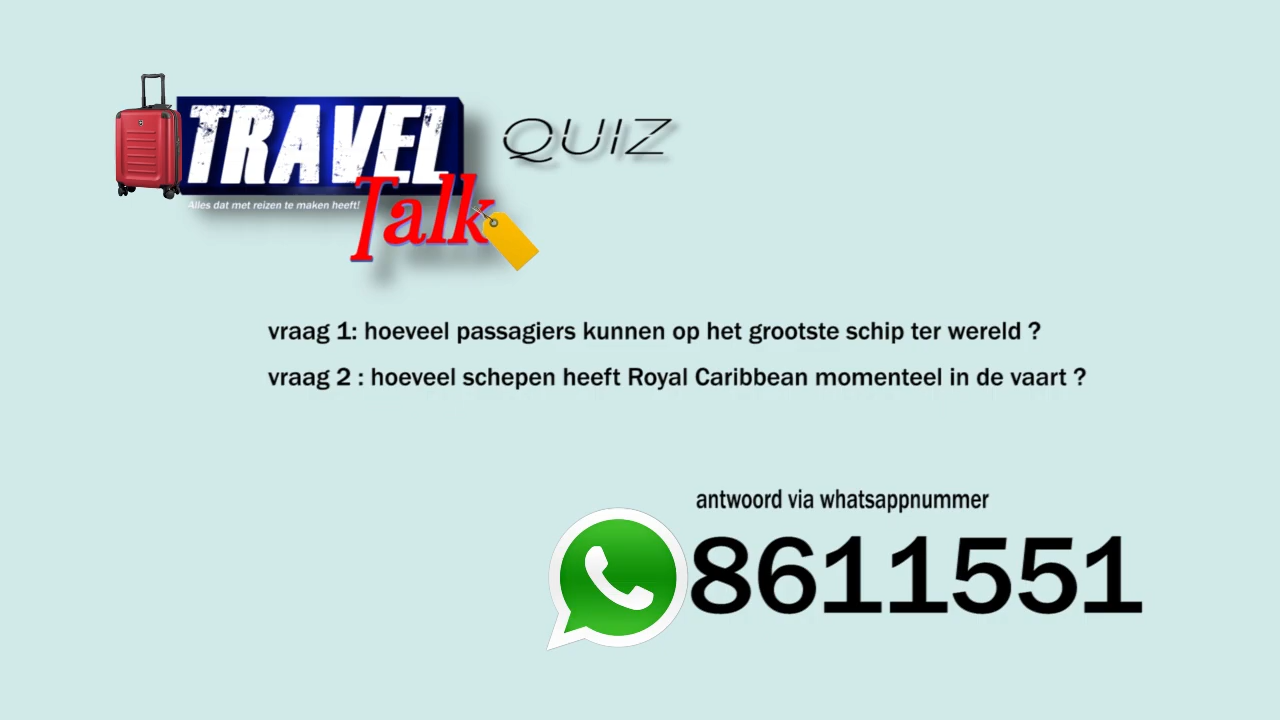 TRAVEL
QUIZ
Alles dat met reizen te maken heeft!
Talk
vraag 1: hoeveel passagiers kunnen op het grootste schip ter wereld ?
vraag 2 : hoeveel schepen heeft Royal Caribbean momenteel in de vaart ?
antwoord via whatsappnummer
8611551